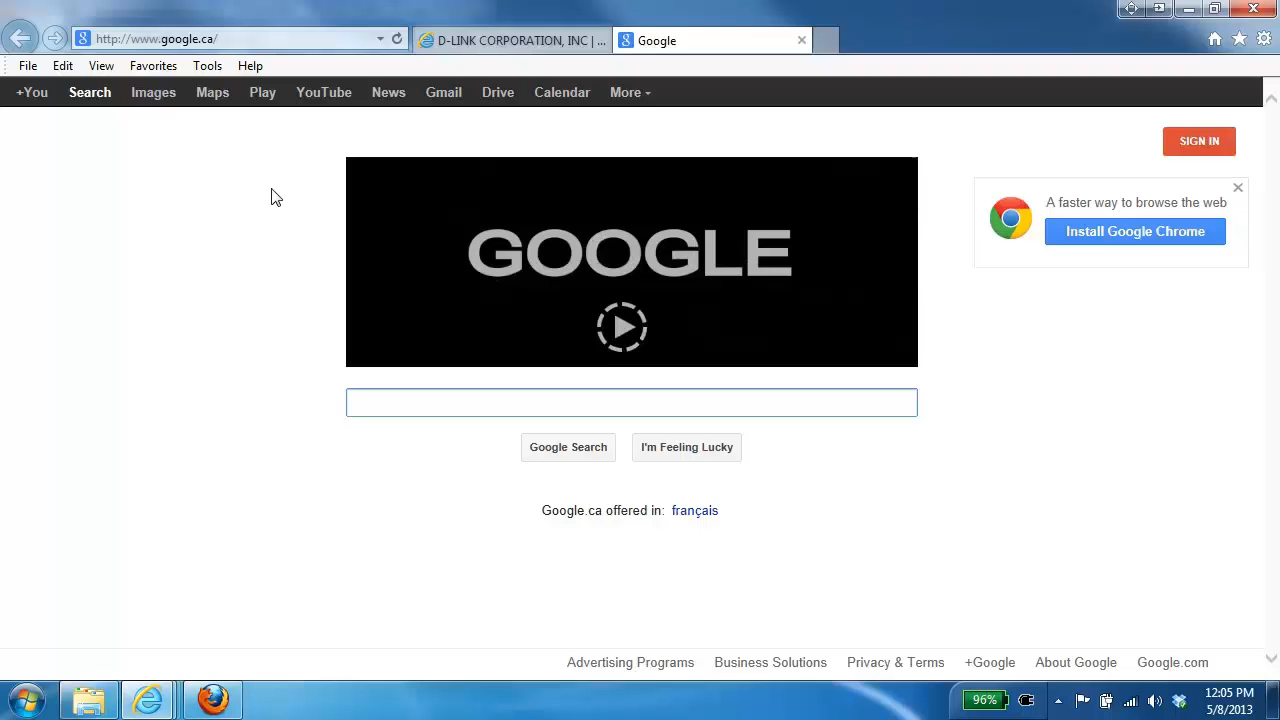 http://www.google.ca/
D-LINK CORPORATION, INC | ...
Google
File Edit View Favorites Tools Help
+You Search Images Maps Play YouTube News Gmail Drive Calendar More
SIGN IN
A faster way to browse the web
Install Google Chrome
GOOGLE
Google Search I'm Feeling Lucky
Google.ca offered in: français
Advertising Programs Business Solutions Privacy & Terms +Google About Google Google.com
96%
12:05 PM
5/8/2013